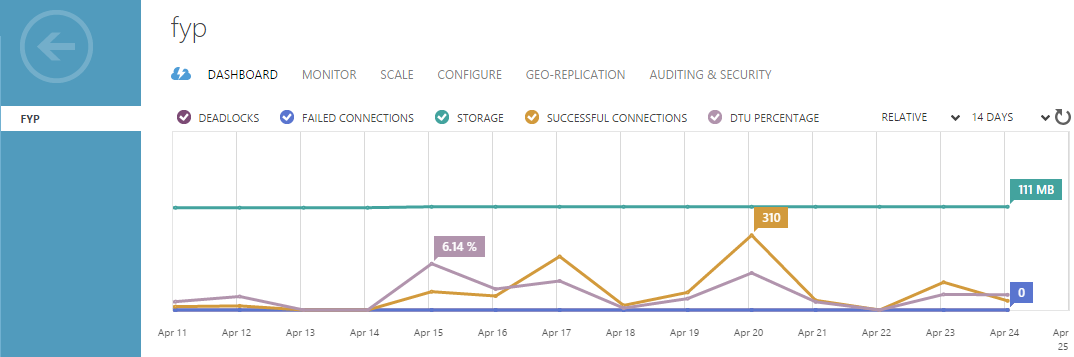 fyp
DASHBOARD MONITOR SCALE CONFIGURE GEO-REPLICATION AUDITING & SECURITY
FYP
DEADLOCKS FAILED CONNECTIONS STORAGE SUCCESSFUL CONNECTIONS DTU PERCENTAGE RELATIVE 14 DAYS
111 MB
310
6.14 %
0
Apr 11 Apr 12 Apr 13 Apr 14 Apr 15 Apr 16 Apr 17 Apr 18 Apr 19 Apr 20 Apr 21 Apr 22 Apr 23 Apr 24 Apr
25